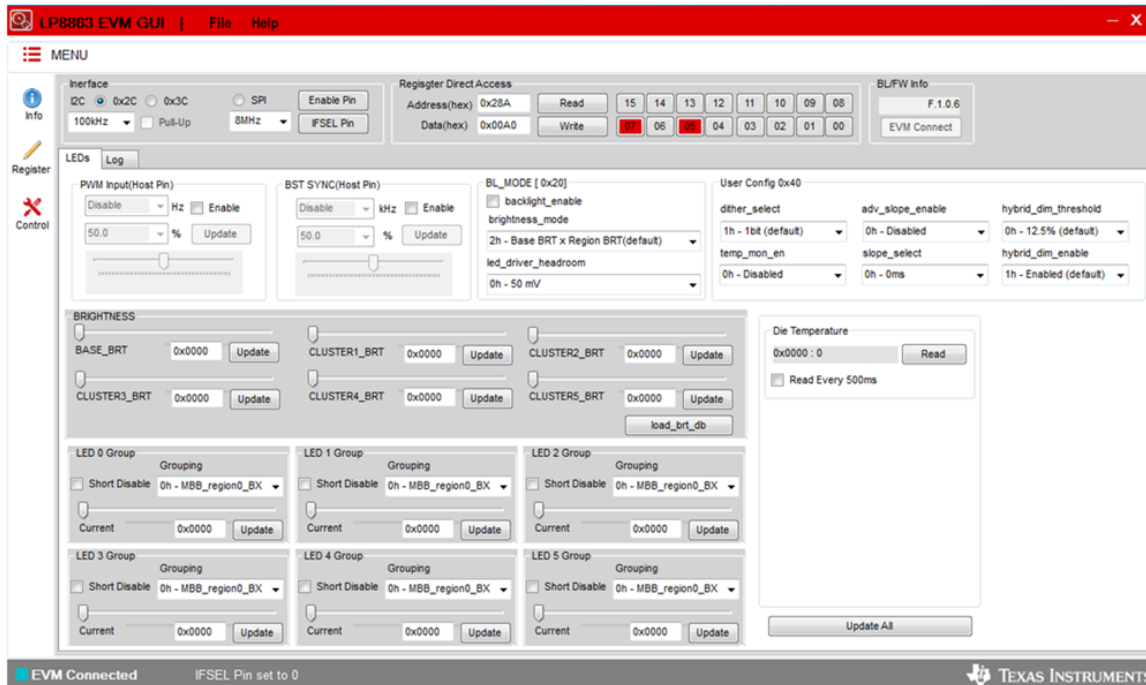 LP8863 EVM GUI | File Help
MENU
Info
Register
Control
Inerface
I2C 0x2C 0x3C SPI Enable Pin
100kHz Pull-Up 8MHz IFSEL Pin
Regisgter Direct Access
Address(hex) 0x28A Read 15 14 13 12 11 10 09 08
Data(hex) 0x00A0 Write 07 06 05 04 03 02 01 00
BL/FW Info
F.1.0.6
EVM Connect
LEDs Log
PWM Input(Host Pin)
Disable Hz Enable
50.0 % Update
BST SYNC(Host Pin)
Disable kHz Enable
50.0 % Update
BL_MODE [ 0x20]
backlight_enable
brightness_mode
2h - Base BRT x Region BRT(default)
led_driver_headroom
0h - 50 mV
User Config 0x40
dither_select adv_slope_enable hybrid_dim_threshold
1h - 1bit (default) 0h - Disabled 0h - 12.5% (default)
temp_mon_en slope_select hybrid_dim_enable
0h - Disabled 0h - 0ms 1h - Enabled (default)
BRIGHTNESS
BASE_BRT 0x0000 Update CLUSTER1_BRT 0x0000 Update CLUSTER2_BRT 0x0000 Update
CLUSTER3_BRT 0x0000 Update CLUSTER4_BRT 0x0000 Update CLUSTER5_BRT 0x0000 Update
load_brt_db
Die Temperature
0x0000 : 0 Read
Read Every 500ms
LED 0 Group
Grouping
Short Disable 0h - MBB_region0_BX
Current 0x0000 Update
LED 1 Group
Grouping
Short Disable 0h - MBB_region0_BX
Current 0x0000 Update
LED 2 Group
Grouping
Short Disable 0h - MBB_region0_BX
Current 0x0000 Update
LED 3 Group
Grouping
Short Disable 0h - MBB_region0_BX
Current 0x0000 Update
LED 4 Group
Grouping
Short Disable 0h - MBB_region0_BX
Current 0x0000 Update
LED 5 Group
Grouping
Short Disable 0h - MBB_region0_BX
Current 0x0000 Update
Update All
EVM Connected IFSEL Pin set to 0 TEXAS INSTRUMENTS